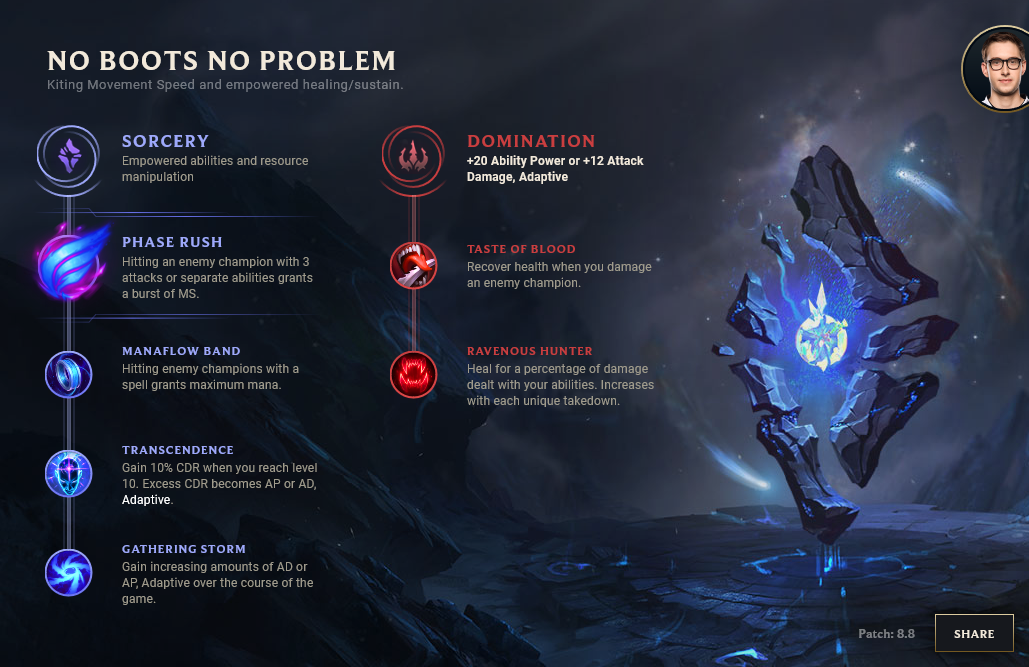 NO BOOTS NO PROBLEM
Kiting Movement Speed and empowered healing/sustain.
SORCERY
Empowered abilities and resource
manipulation
PHASE RUSH
Hitting an enemy champion with 3
attacks or separate abilities grants
a burst of MS.
MANAFLOW BAND
Hitting enemy champions with a
spell grants maximum mana.
TRANSCENDENCE
Gain 10% CDR when you reach level
10. Excess CDR becomes AP or AD,
Adaptive.
GATHERING STORM
Gain increasing amounts of AD or
AP, Adaptive over the course of the
game.
DOMINATION
+20 Ability Power or +12 Attack
Damage, Adaptive
TASTE OF BLOOD
Recover health when you damage
an enemy champion.
RAVENOUS HUNTER
Heal for a percentage of damage
dealt with your abilities. Increases
with each unique takedown.
Patch: 8.8
SHARE